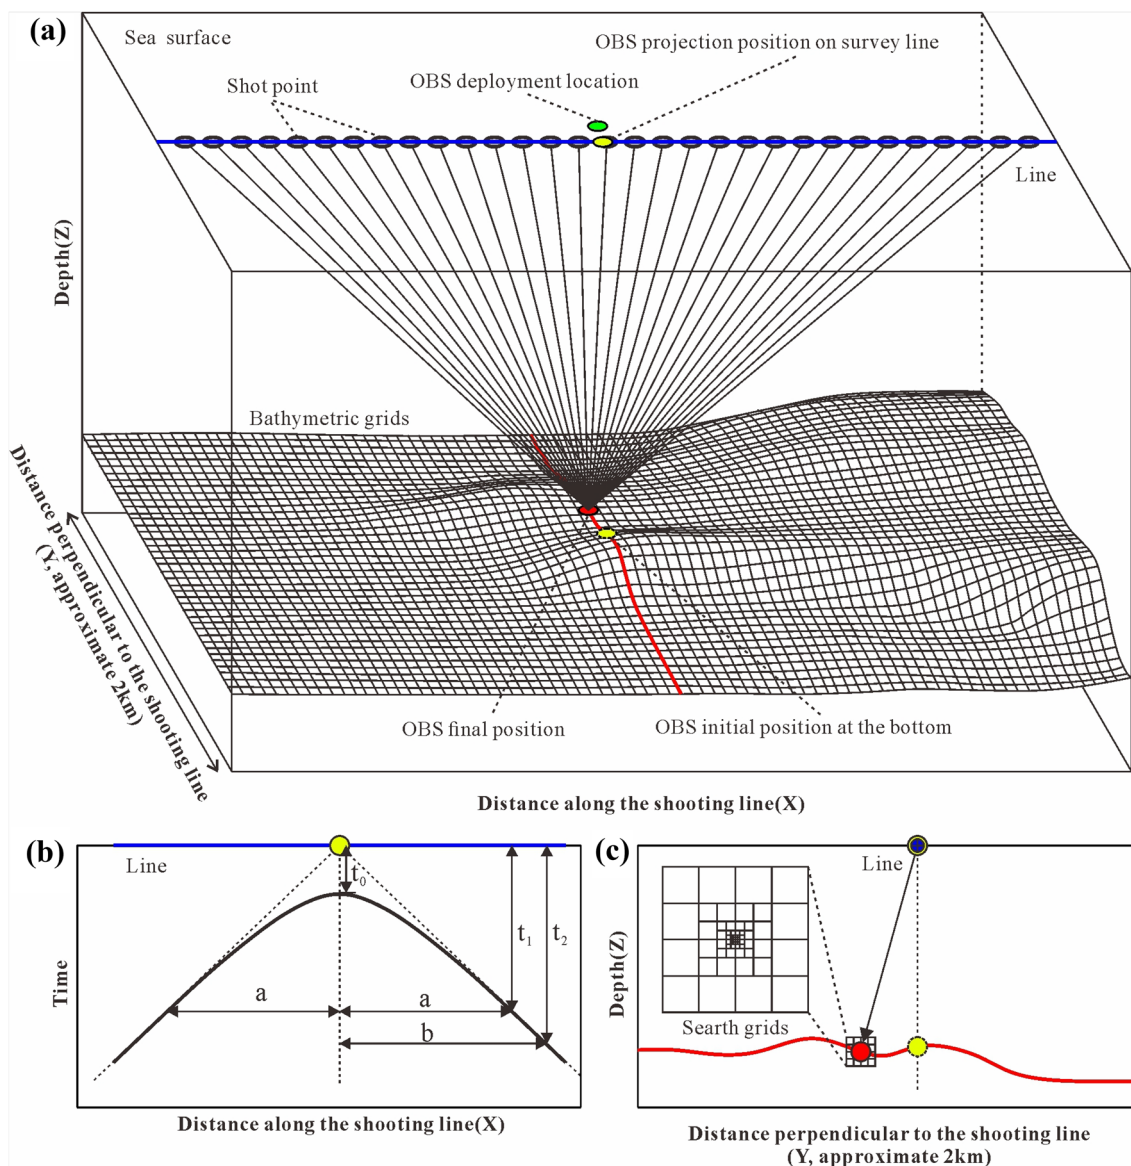 (a)
Sea surface
OBS projection position on survey line
OBS deployment location
Shot point
Line
Depth(Z)
Bathymetric grids
Distance perpendicular to the shooting line
(Y, approximate 2km)
OBS final position
OBS initial position at the bottom
Distance along the shooting line(X)
(b)
Line
t0
t1
t2
a
a
b
Time
Distance along the shooting line(X)
(c)
Line
Depth(Z)
Searth grids
Distance perpendicular to the shooting line
(Y, approximate 2km)